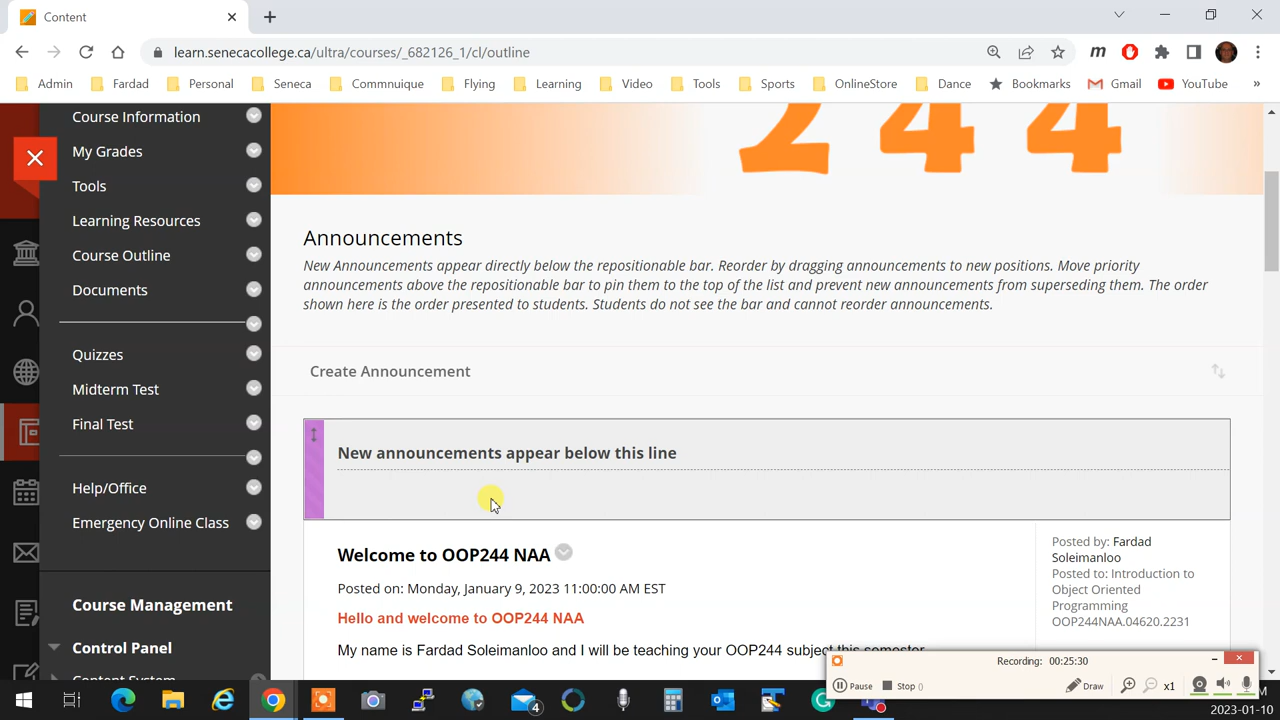 Content
learn.senecacollege.ca/ultra/courses/_682126_1/cl/outline
m
Admin Fardad Personal Seneca Commnuique Flying Learning Video Tools Sports OnlineStore Dance Bookmarks Gmail YouTube »
244
Course Information
My Grades
Tools
Learning Resources
Course Outline
Documents
Quizzes
Midterm Test
Final Test
Help/Office
Emergency Online Class
Course Management
Control Panel
Content System
Announcements
New Announcements appear directly below the repositionable bar. Reorder by dragging announcements to new positions. Move priority
announcements above the repositionable bar to pin them to the top of the list and prevent new announcements from superseding them. The order
shown here is the order presented to students. Students do not see the bar and cannot reorder announcements.
Create Announcement
New announcements appear below this line
Welcome to OOP244 NAA
Posted on: Monday, January 9, 2023 11:00:00 AM EST
Hello and welcome to OOP244 NAA
My name is Fardad Soleimanloo and I will be teaching your OOP244 subject this semester
Posted by: Fardad
Soleimanloo
Posted to: Introduction to
Object Oriented
Programming
OOP244NAA.04620.2231
Recording: 00:25:30
Pause Stop () Draw x1
4
2023-01-10